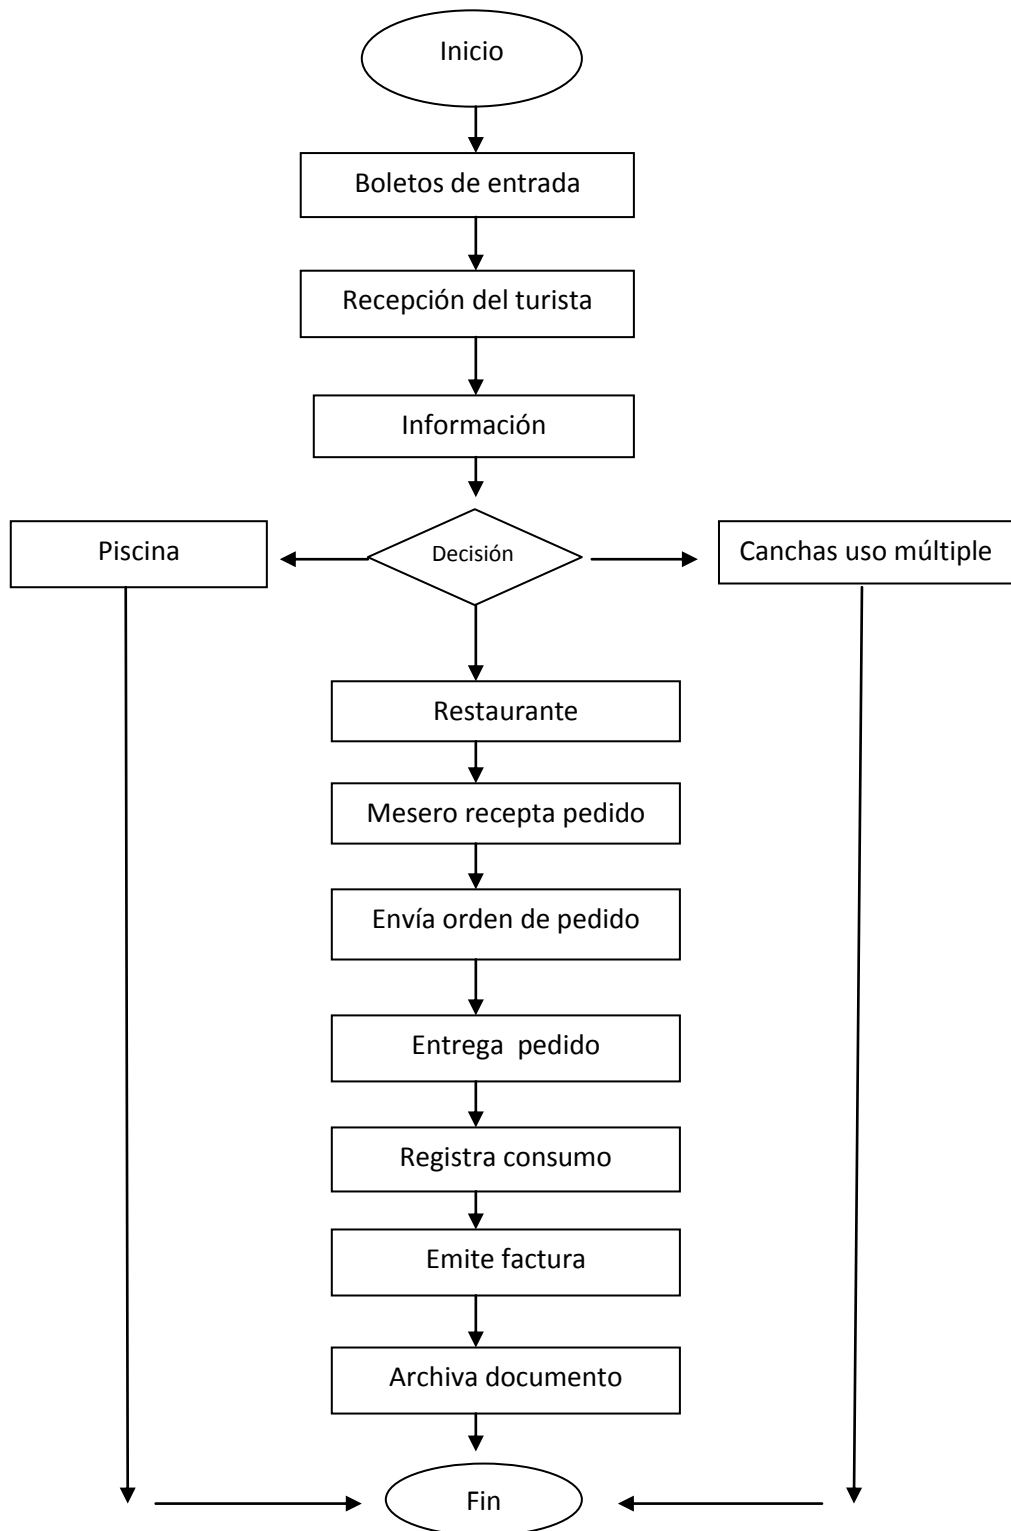 Inicio
Boletos de entrada
Recepción del turista
Información
Piscina
Decisión
Canchas uso múltiple
Restaurante
Mesero recepta pedido
Envía orden de pedido
Entrega  pedido
Registra consumo
Emite factura
Archiva documento
Fin